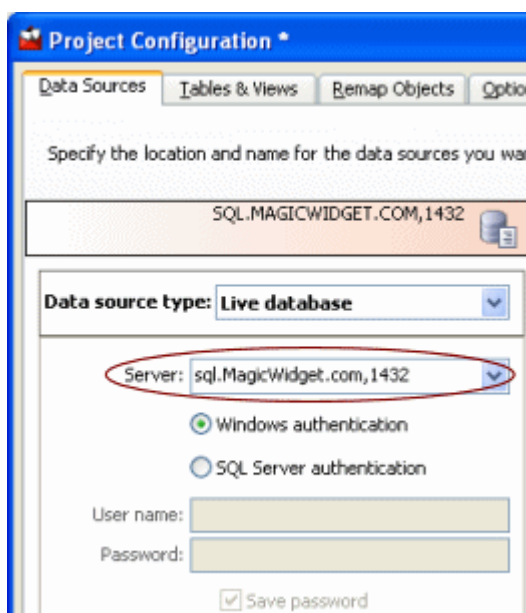 Project Configuration *
Data Sources Tables & Views Remap Objects Optio
Specify the location and name for the data sources you wa
SQL.MAGICWIDGET.COM,1432
Data source type: Live database
Server: sql.MagicWidget.com,1432
Windows authentication
SQL Server authentication
User name:
Password:
Save password